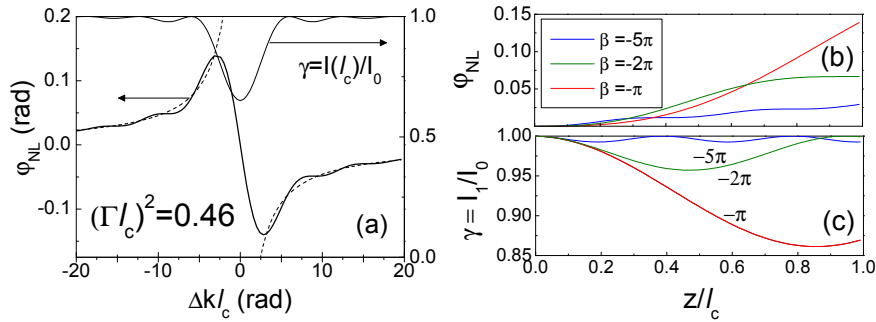 0.2
0.1
0.0
-0.1
φNL (rad)
1.0
0.5
0.0
(a)
γ=I(lc)/I0
(Γlc)²=0.46
-20
-10
0
10
20
Δklc (rad)
0.15
0.10
0.05
φNL
β =-5π
β =-2π
β =-π
(b)
1.00
0.95
0.90
0.85
γ = I1/I0
−5π
−2π
−π
(c)
0.0
0.2
0.4
0.6
0.8
1.0
z/lc